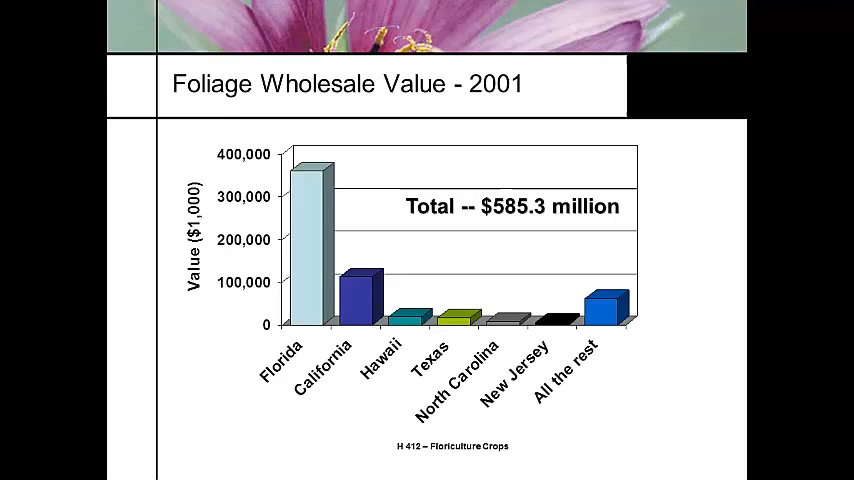 Foliage Wholesale Value - 2001
400,000
300,000
200,000
100,000
0
Value ($1,000)
Total -- $585.3 million
Florida
California
Hawaii
Texas
North Carolina
New Jersey
All the rest
H 412 – Floriculture Crops